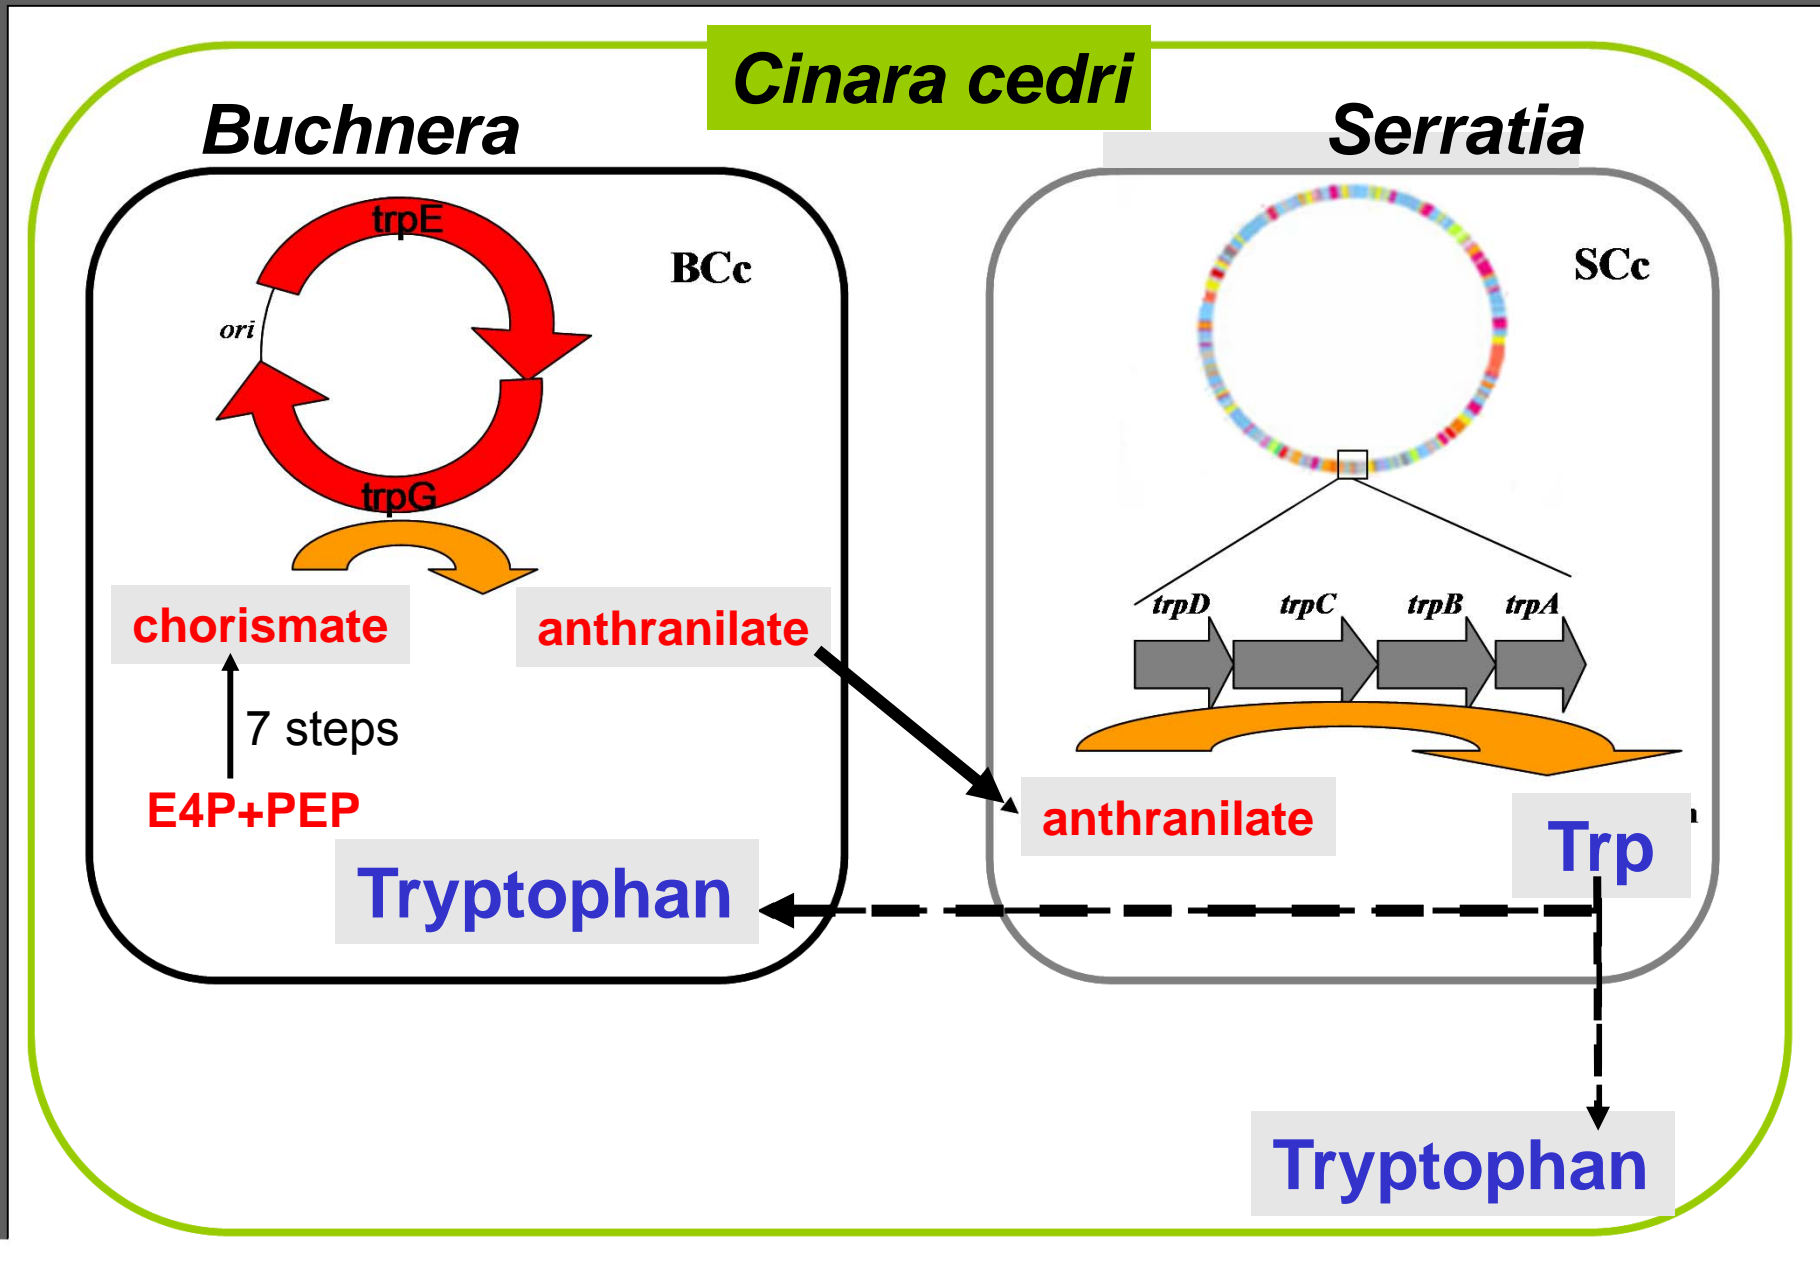 Cinara cedri
Buchnera
Serratia
trpE
BCc
ori
trpG
chorismate
anthranilate
7 steps
E4P+PEP
Tryptophan
SCc
trpD trpC trpB trpA
anthranilate
Trp
Tryptophan